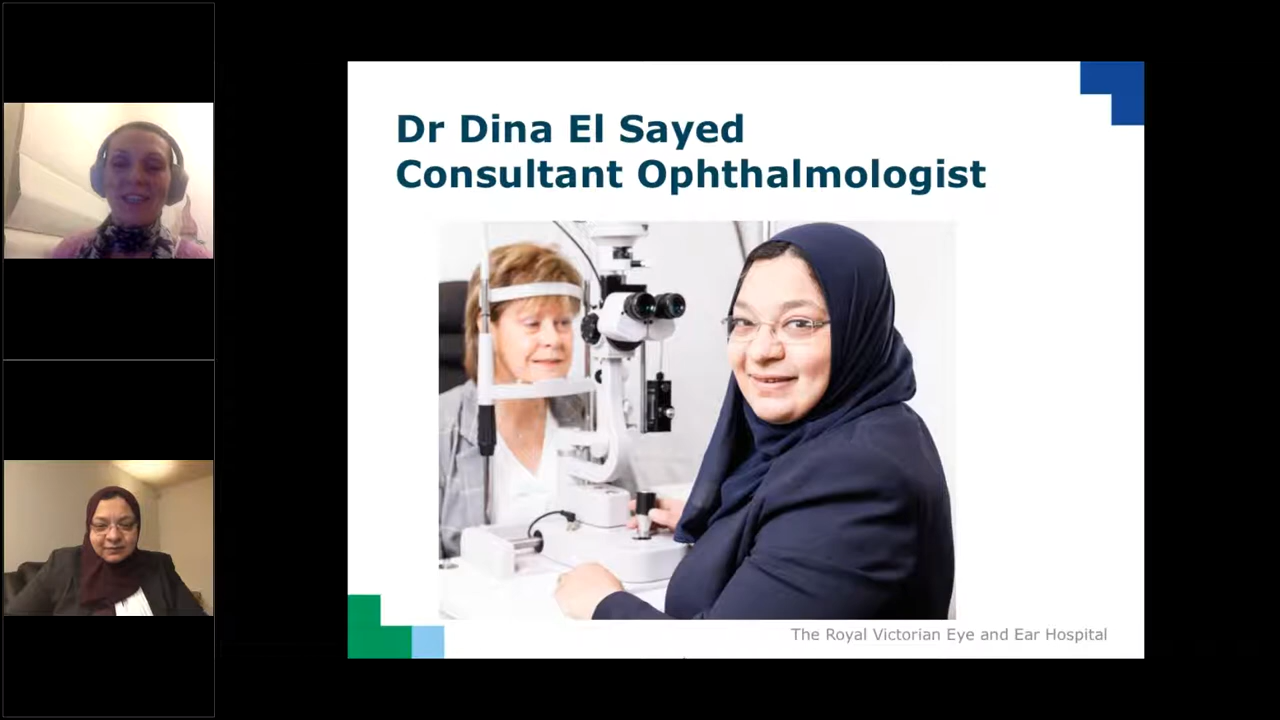 Dr Dina El Sayed
Consultant Ophthalmologist
The Royal Victorian Eye and Ear Hospital